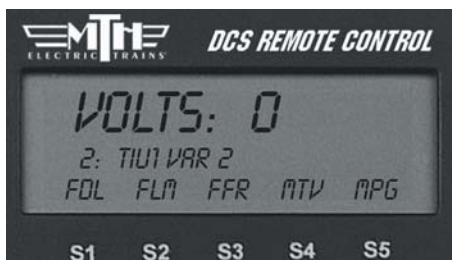 MTH DCS REMOTE CONTROL
ELECTRIC TRAINS
VOLTS: 0
2: TIU1 VAR 2
FDL FLM FFR MTV MPG
S1 S2 S3 S4 S5